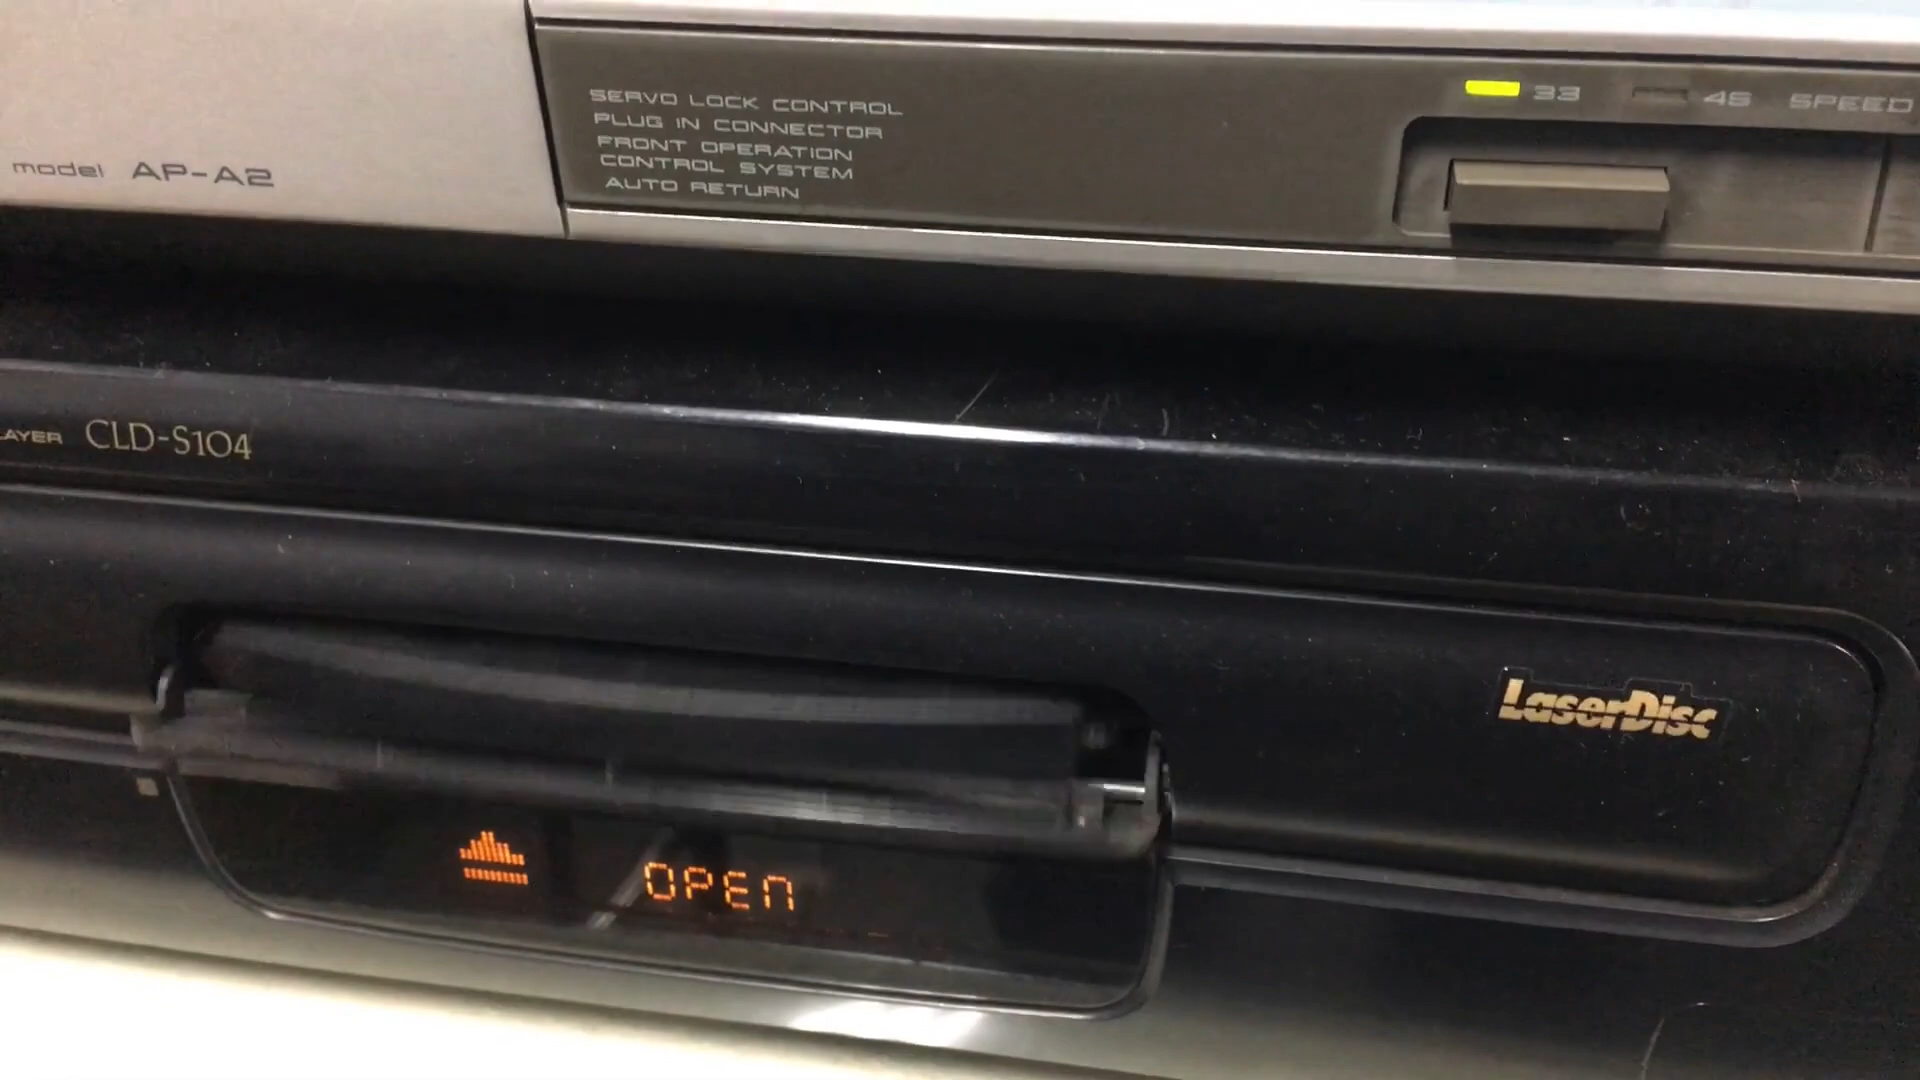 model AP-A2
SERVO LOCK CONTROL
PLUG IN CONNECTOR
FRONT OPERATION
CONTROL SYSTEM
AUTO RETURN
33 45 SPEED
LAYER CLD-S104
LaserDisc
OPEN